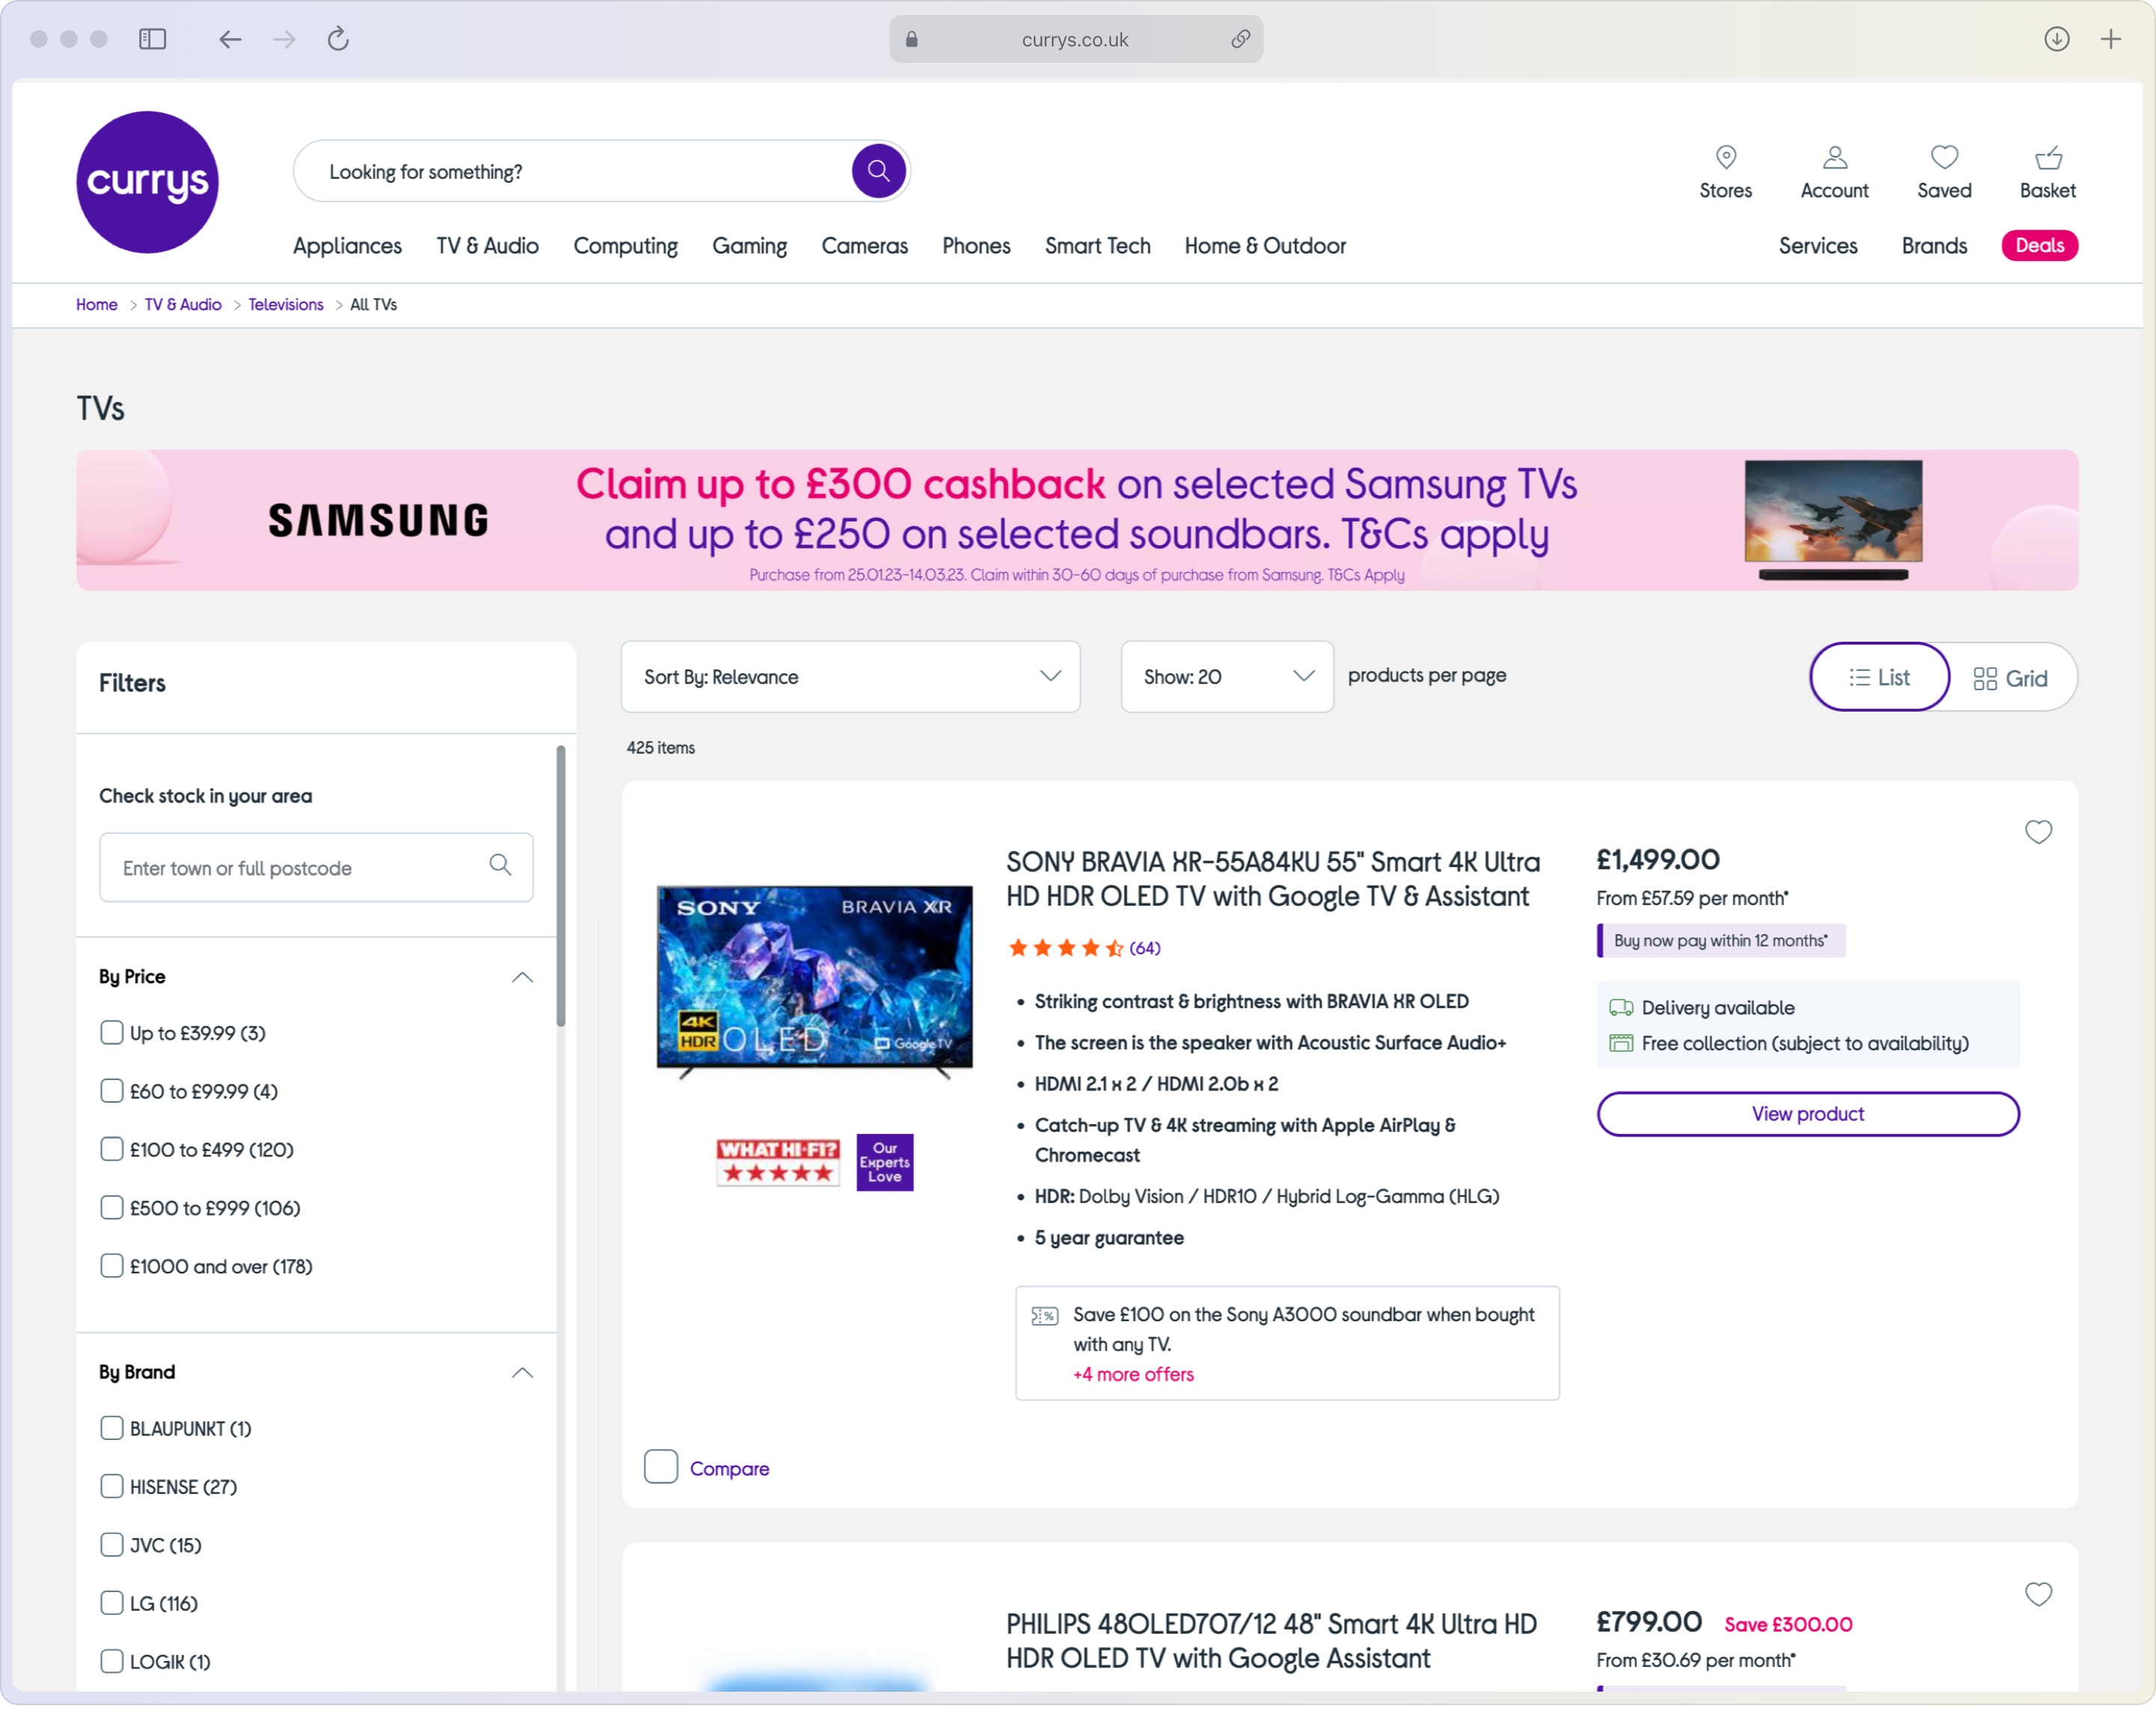 currys.co.uk
currys
Looking for something?
Stores
Account
Saved
Basket
Appliances
TV & Audio
Computing
Gaming
Cameras
Phones
Smart Tech
Home & Outdoor
Services
Brands
Deals
Home > TV & Audio > Televisions > All TVs
TVs
SAMSUNG
Claim up to £300 cashback on selected Samsung TVs
and up to £250 on selected soundbars. T&Cs apply
Purchase from 25.01.23-14.03.23. Claim within 30-60 days of purchase from Samsung. T&Cs Apply
Filters
Check stock in your area
Enter town or full postcode
By Price
Up to £39.99 (3)
£60 to £99.99 (4)
£100 to £499 (120)
£500 to £999 (106)
£1000 and over (178)
By Brand
BLAUPUNKT (1)
HISENSE (27)
JVC (15)
LG (116)
LOGIK (1)
Sort By: Relevance
Show: 20
products per page
List
Grid
425 items
SONY
BRAVIA XR
4K
HDR
OLED
Google TV
WHAT HI-FI?
Our
Experts
Love
SONY BRAVIA XR-55A84KU 55" Smart 4K Ultra
HD HDR OLED TV with Google TV & Assistant
(64)
• Striking contrast & brightness with BRAVIA XR OLED
• The screen is the speaker with Acoustic Surface Audio+
• HDMI 2.1 x 2 / HDMI 2.0b x 2
• Catch-up TV & 4K streaming with Apple AirPlay &
Chromecast
• HDR: Dolby Vision / HDR10 / Hybrid Log-Gamma (HLG)
• 5 year guarantee
Save £100 on the Sony A3000 soundbar when bought
with any TV.
+4 more offers
£1,499.00
From £57.59 per month*
Buy now pay within 12 months*
Delivery available
Free collection (subject to availability)
View product
Compare
PHILIPS 48OLED707/12 48" Smart 4K Ultra HD
HDR OLED TV with Google Assistant
£799.00 Save £300.00
From £30.69 per month*